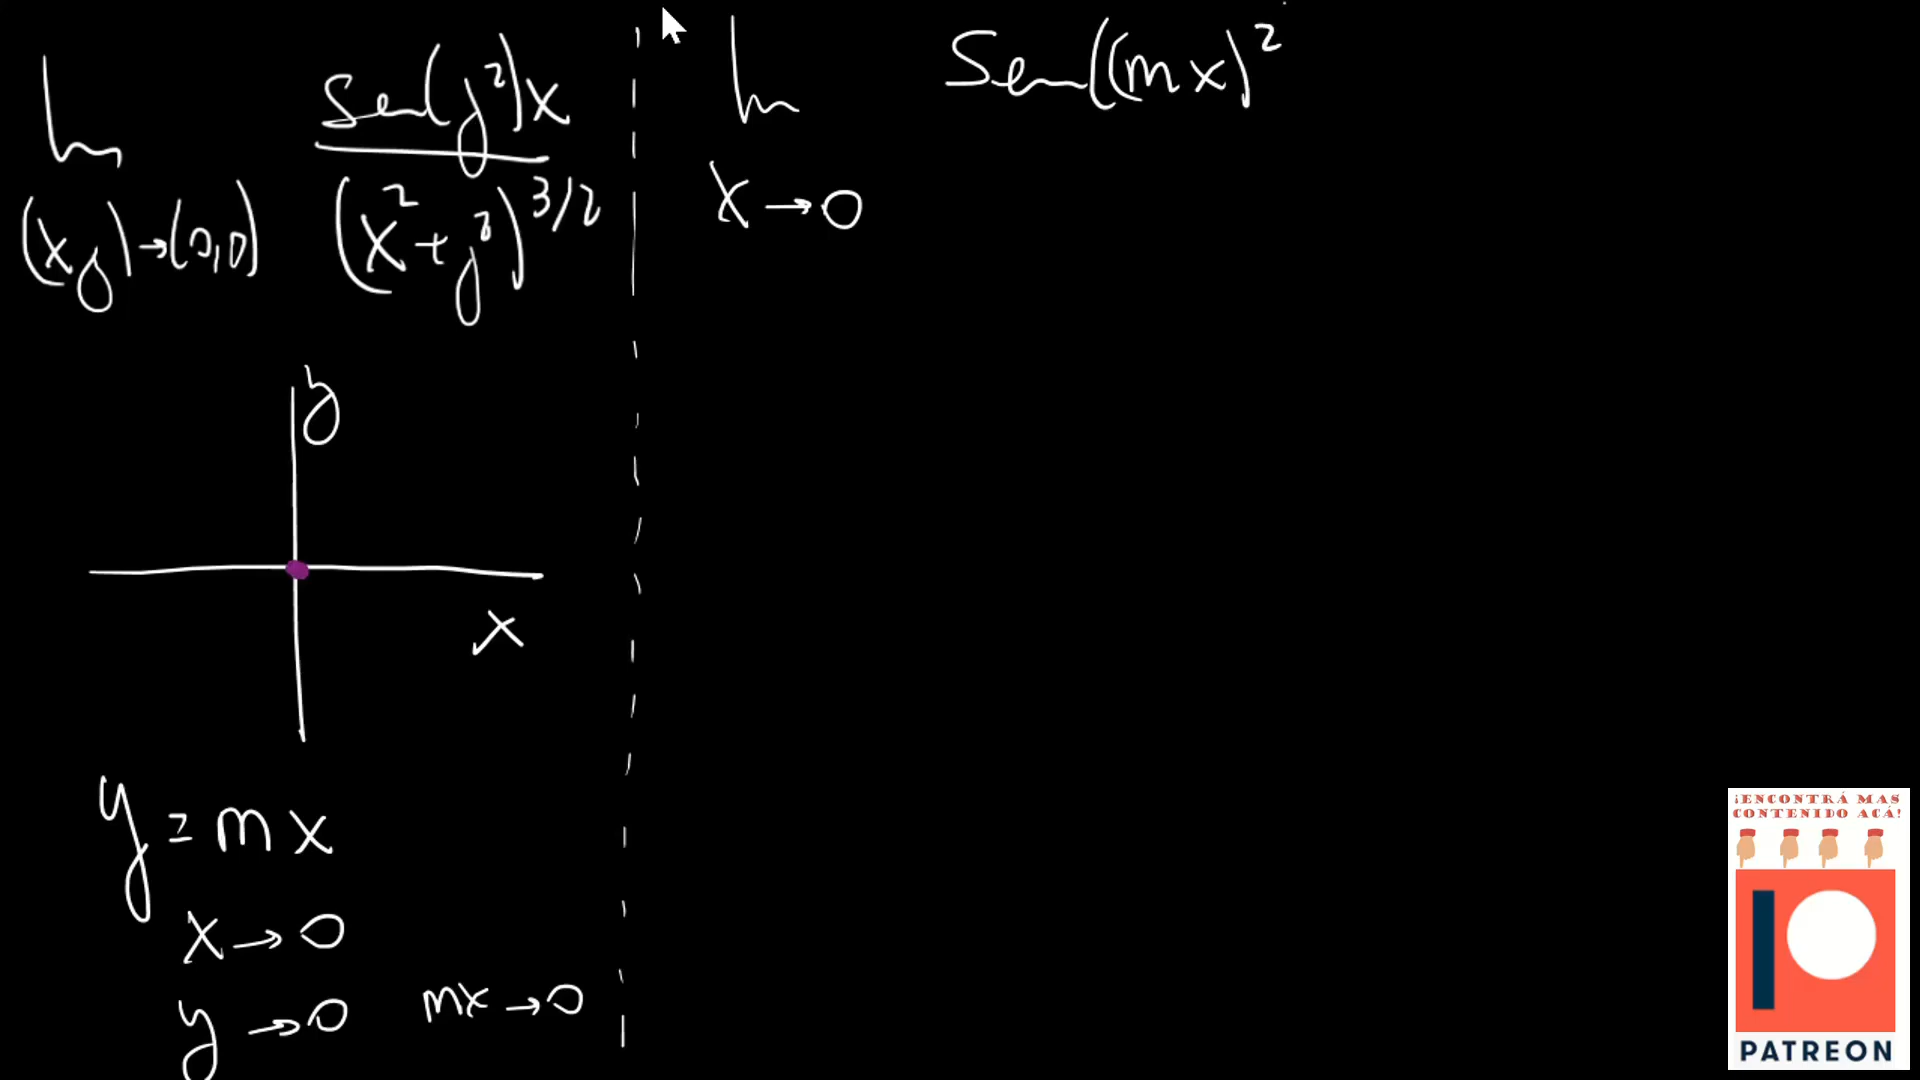 lim Sen(y²)x
(x,y)→(0,0) (x²+y²)^3/2
y
x
y=mx
x→0
y→0 mx→0
lim Sen((mx)²
x→0
¡ENCONTRÁ MAS
CONTENIDO ACÁ!
PATREON